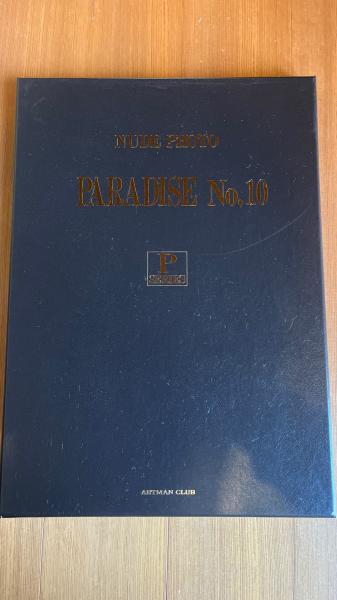 NUDE PHOTO
PARADISE No,10
P
SERIES
ARTMAN CLUB